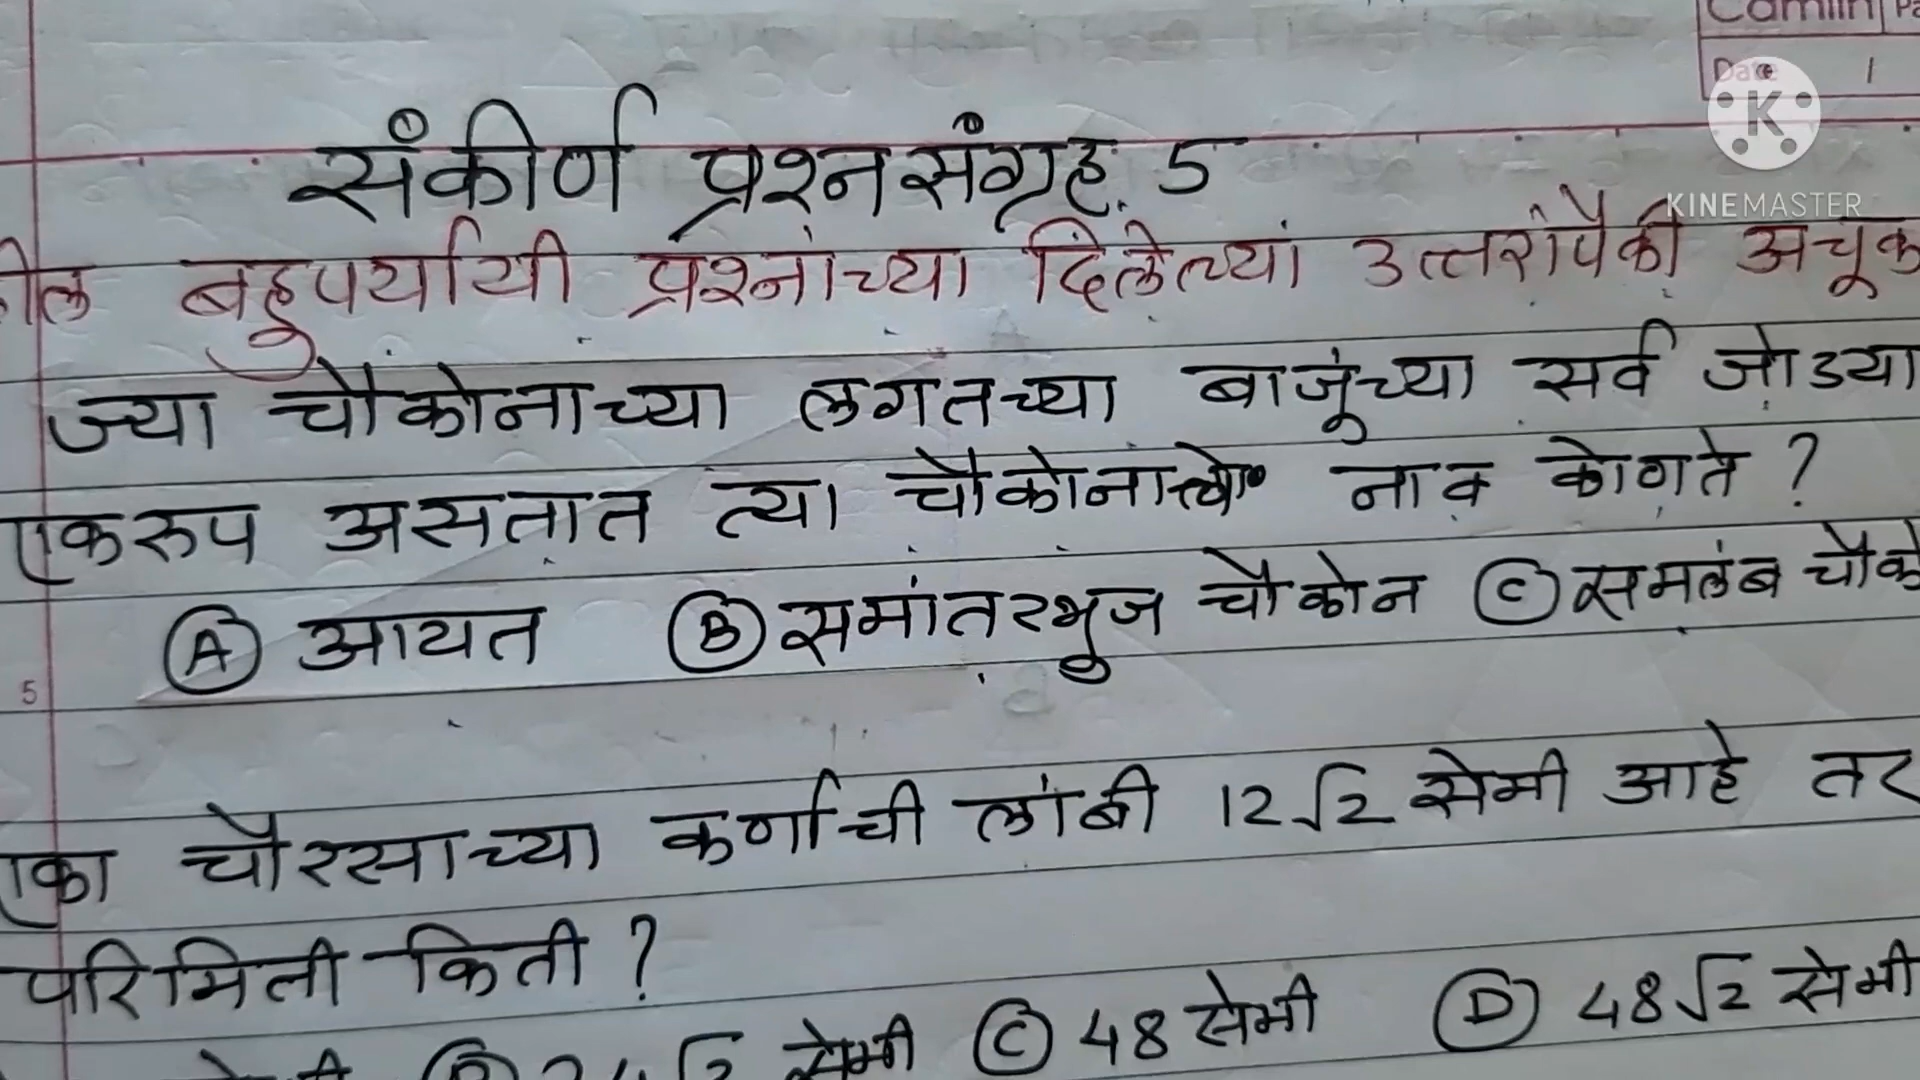 Camlin
Date
KINEMASTER
संकीर्ण प्रश्नसंग्रह 5
बहुपर्यायी प्रश्नांच्या दिलेल्या उत्तरांपैकी अचूक
ज्या चौकोनाच्या लगतच्या बाजूंच्या सर्व जोड्या
एकरुप असतात त्या चौकोनाचे नाव कोणते ?
(A) आयत (B) समांतरभुज चौकोन (C) समलंब
5
एका चौरसाच्या कर्णाची लांबी 12√2 सेमी आहे तर
परिमिती किती ?
सेमी (C) 48 सेमी (D) 48√2 सेमी